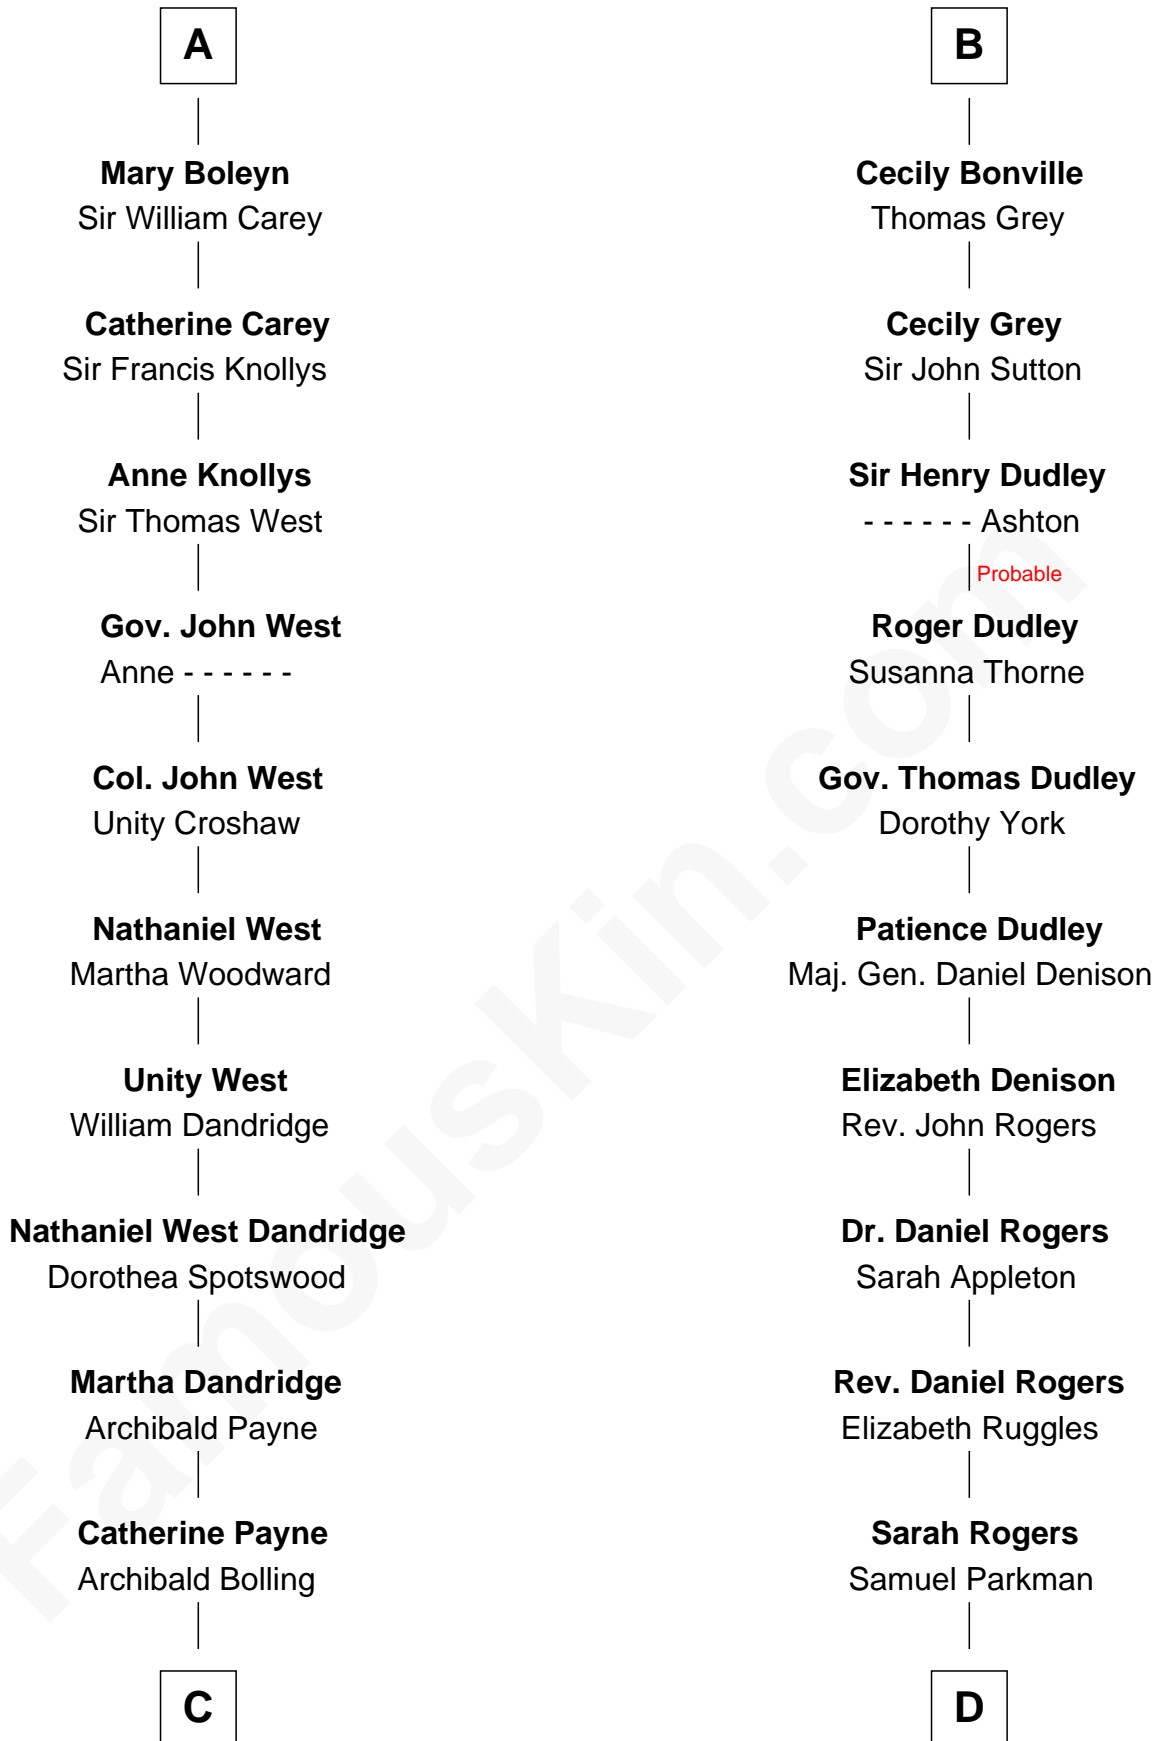 A
Mary Boleyn
Sir William Carey
Catherine Carey
Sir Francis Knollys
Anne Knollys
Sir Thomas West
Gov. John West
Anne - - - - - -
Col. John West
Unity Croshaw
Nathaniel West
Martha Woodward
Unity West
William Dandridge
Nathaniel West Dandridge
Dorothea Spotswood
Martha Dandridge
Archibald Payne
Catherine Payne
Archibald Bolling
C
B
Cecily Bonville
Thomas Grey
Cecily Grey
Sir John Sutton
Sir Henry Dudley
- - - - - - Ashton
Probable
Roger Dudley
Susanna Thorne
Gov. Thomas Dudley
Dorothy York
Patience Dudley
Maj. Gen. Daniel Denison
Elizabeth Denison
Rev. John Rogers
Dr. Daniel Rogers
Sarah Appleton
Rev. Daniel Rogers
Elizabeth Ruggles
Sarah Rogers
Samuel Parkman
D
FamousKin.com